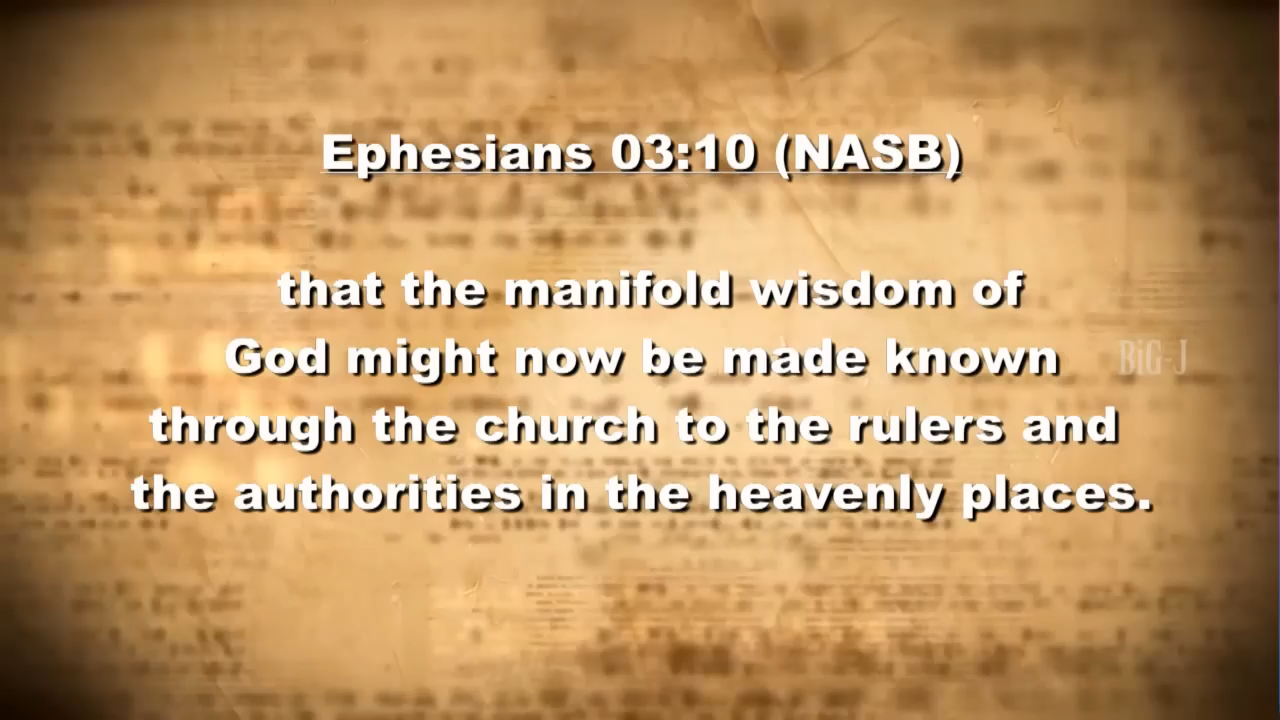 Ephesians 03:10 (NASB)
that the manifold wisdom of
God might now be made known
BiG-J
through the church to the rulers and
the authorities in the heavenly places.